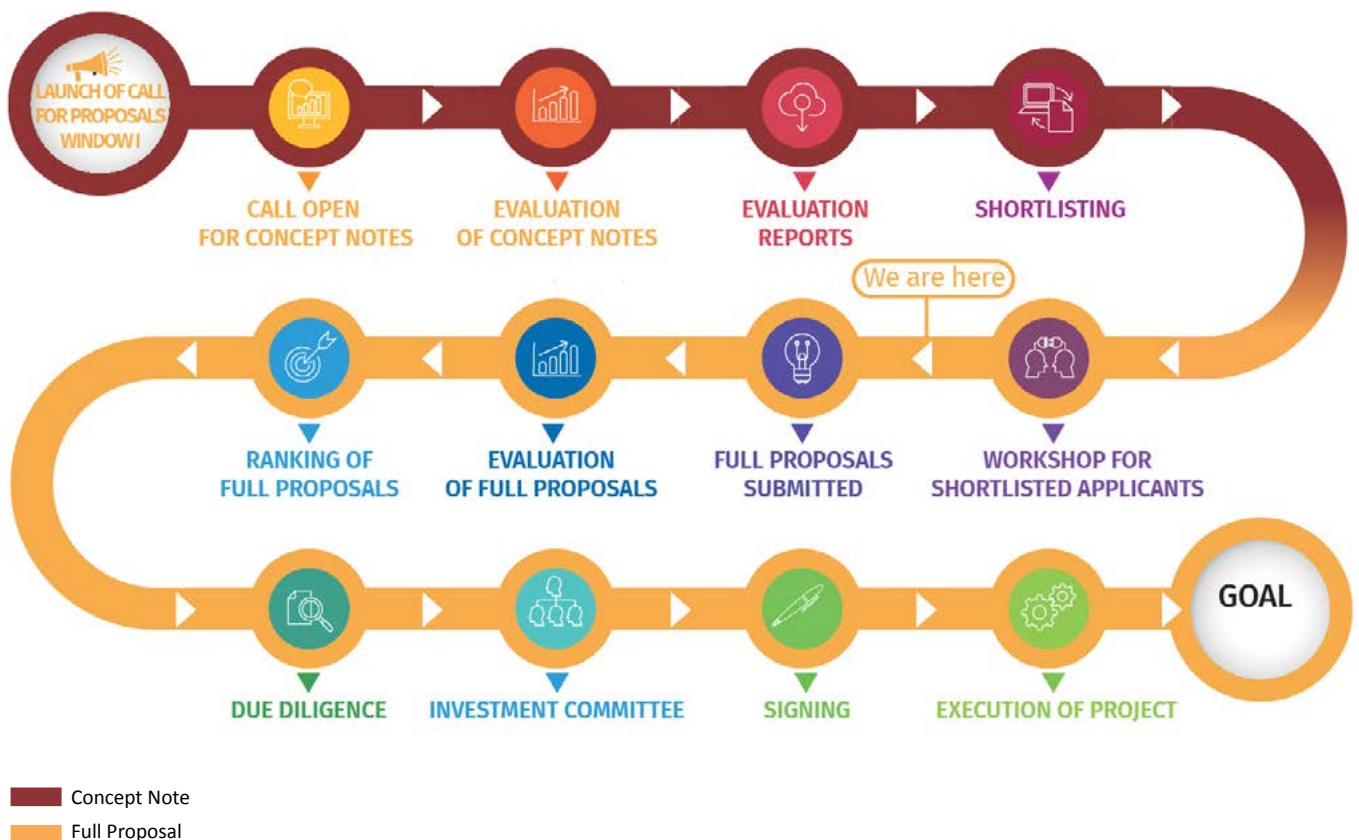 LAUNCH OF CALL
FOR PROPOSALS
WINDOW I
CALL OPEN
FOR CONCEPT NOTES
EVALUATION
OF CONCEPT NOTES
EVALUATION
REPORTS
SHORTLISTING
We are here
RANKING OF
FULL PROPOSALS
EVALUATION
OF FULL PROPOSALS
FULL PROPOSALS
SUBMITTED
WORKSHOP FOR
SHORTLISTED APPLICANTS
GOAL
DUE DILIGENCE
INVESTMENT COMMITTEE
SIGNING
EXECUTION OF PROJECT
Concept Note
Full Proposal